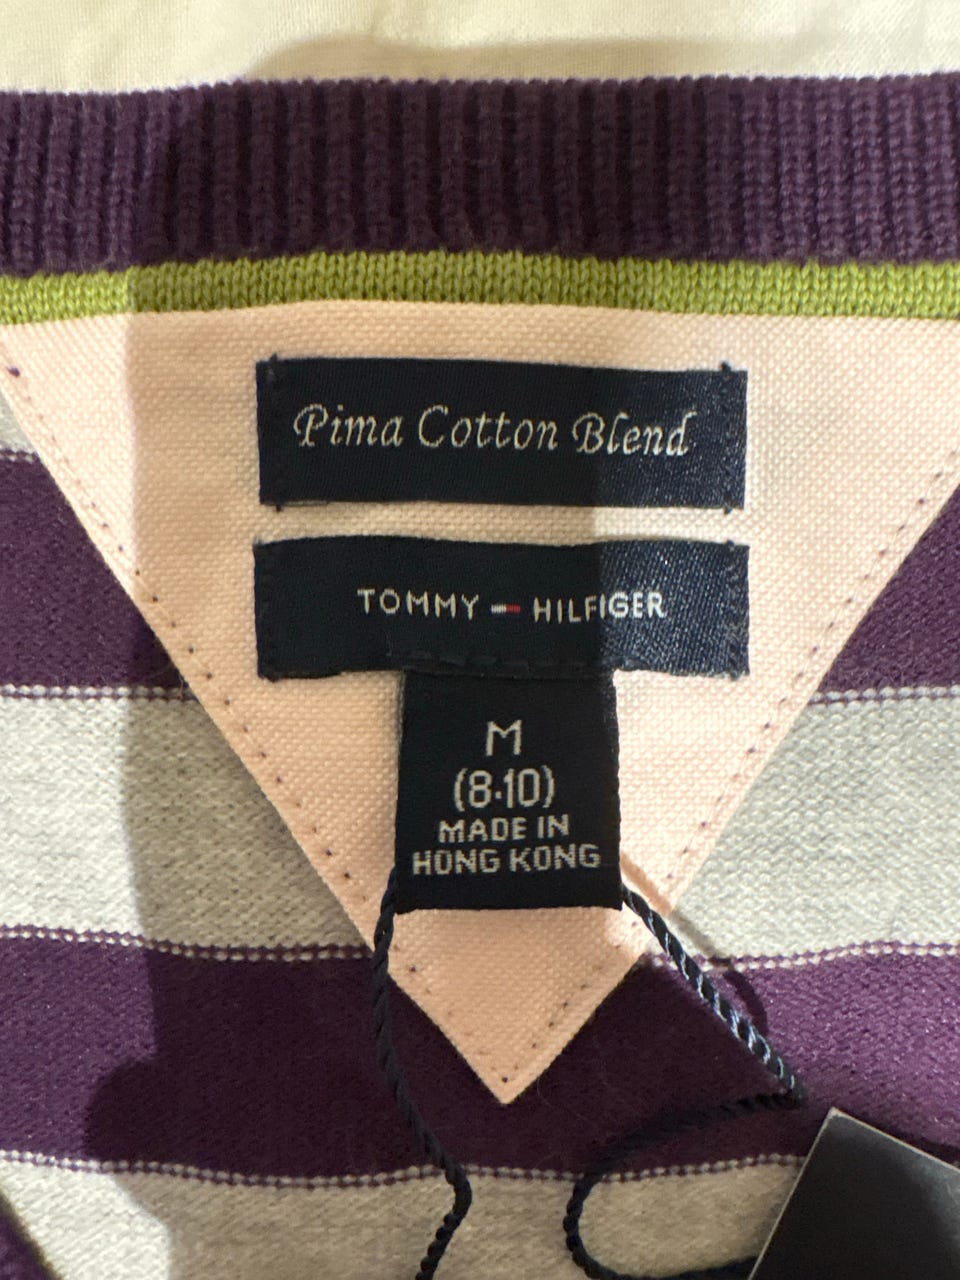 Pima Cotton Blend
TOMMY HILFIGER
M
(8-10)
MADE IN
HONG KONG